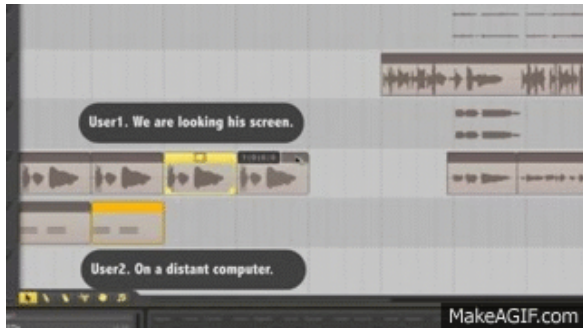 User1. We are looking his screen.
User2. On a distant computer.
MakeAGIF.com